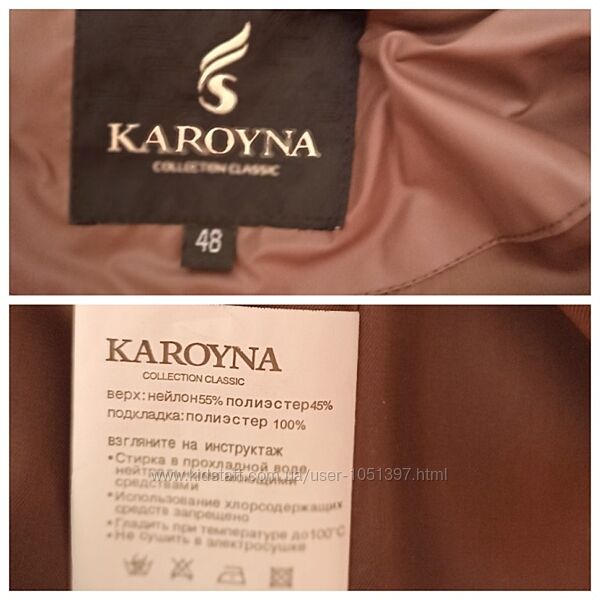 KAROYNA
COLLECTION CLASSIC
48
KAROYNA
COLLECTION CLASSIC
верх:нейлон55% полиэстер45%
подкладка:полиэстер 100%
взгляните на инструктаж
•Стирка в прохладной воде
kidstaff.com.ua/user-1051397.html
средствами
•Использование хлорсодержащих
средств запрещено
•Гладить при температуре до100°C
•Не сушить в электросушке